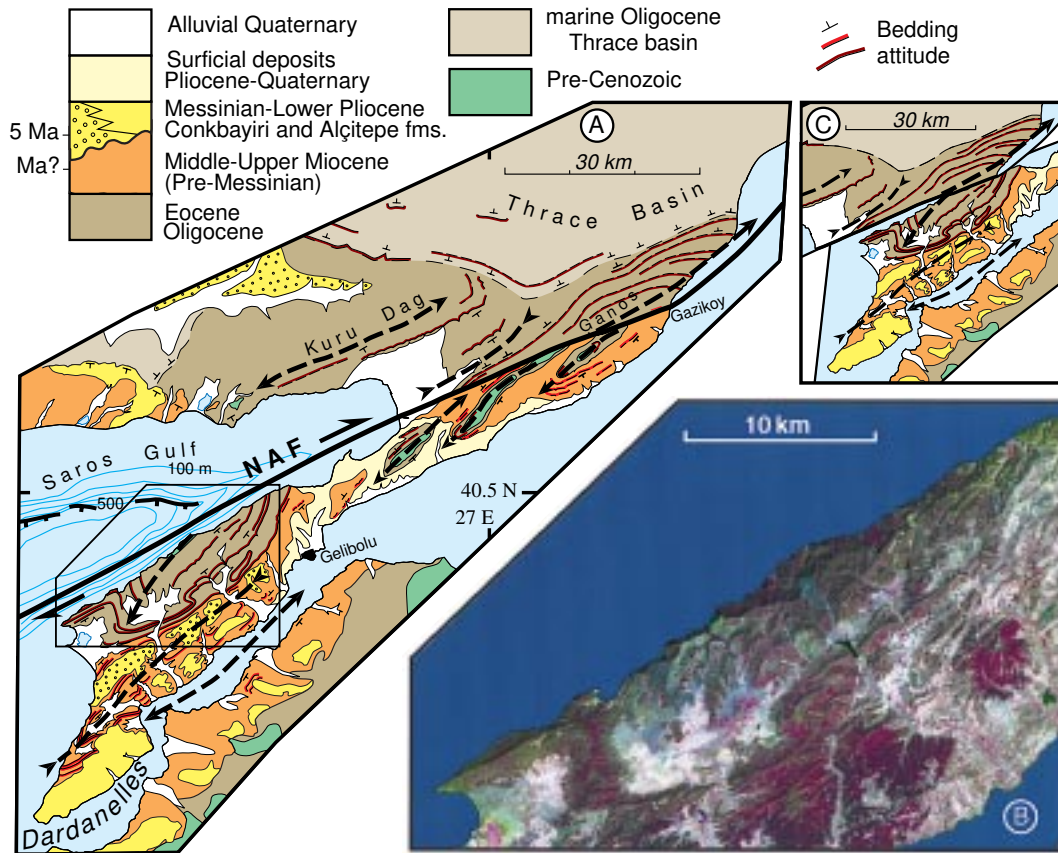 Alluvial Quaternary
Surficial deposits
Pliocene-Quaternary
Messinian-Lower Pliocene
Conkbayiri and Alçitepe fms.
5 Ma
Ma?
Middle-Upper Miocene
(Pre-Messinian)
Eocene
Oligocene
marine Oligocene
Thrace basin
Pre-Cenozoic
Bedding
attitude
A
30 km
Thrace Basin
Kuru Dag
Ganos
Gazikoy
Saros Gulf
100 m
NAF
500
40.5 N
27 E
Gelibolu
Dardanelles
C
30 km
10 km
B